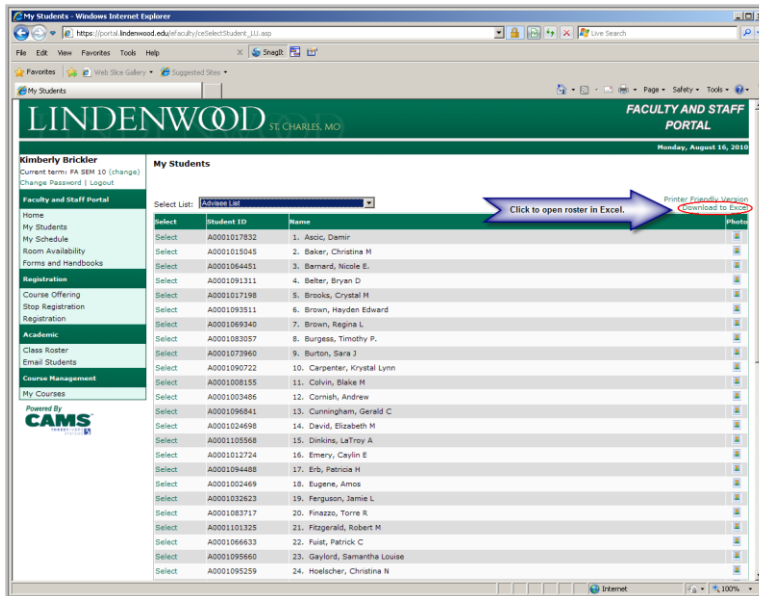 My Students - Windows Internet Explorer
https://portal.lindenwood.edu/efaculty/ceSelectStudent_LU.asp
Live Search
File Edit View Favorites Tools Help
SnagIt
Favorites Web Slice Gallery Suggested Sites
My Students
Page Safety Tools
LINDENWOOD ST. CHARLES, MO
FACULTY AND STAFF
PORTAL
Monday, August 16, 2010
Kimberly Brickler
Current term: FA SEM 10 (change)
Change Password | Logout
Faculty and Staff Portal
Home
My Students
My Schedule
Room Availability
Forms and Handbooks
Registration
Course Offering
Stop Registration
Registration
Academic
Class Roster
Email Students
Course Management
My Courses
Powered By
CAMS
My Students
Select List: Advisee List
Click to open roster in Excel.
Printer Friendly Version
Download to Excel
Select Student ID Name Photo
Select A0001017832 1. Ascic, Damir
Select A0001015045 2. Baker, Christina M
Select A0001064451 3. Barnard, Nicole E.
Select A0001091311 4. Belter, Bryan D
Select A0001017198 5. Brooks, Crystal M
Select A0001093511 6. Brown, Hayden Edward
Select A0001069340 7. Brown, Regina L
Select A0001083057 8. Burgess, Timothy P.
Select A0001073960 9. Burton, Sara J
Select A0001090722 10. Carpenter, Krystal Lynn
Select A0001008155 11. Colvin, Blake M
Select A0001003486 12. Cornish, Andrew
Select A0001096841 13. Cunningham, Gerald C
Select A0001024698 14. David, Elizabeth M
Select A0001105568 15. Dinkins, LaTroy A
Select A0001012724 16. Emery, Caylin E
Select A0001094488 17. Erb, Patricia H
Select A0001002469 18. Eugene, Amos
Select A0001032623 19. Ferguson, Jamie L
Select A0001083717 20. Finazzo, Torre R
Select A0001101325 21. Fitzgerald, Robert M
Select A0001066633 22. Fuist, Patrick C
Select A0001095660 23. Gaylord, Samantha Louise
Select A0001095259 24. Hoelscher, Christina N
Internet 100%